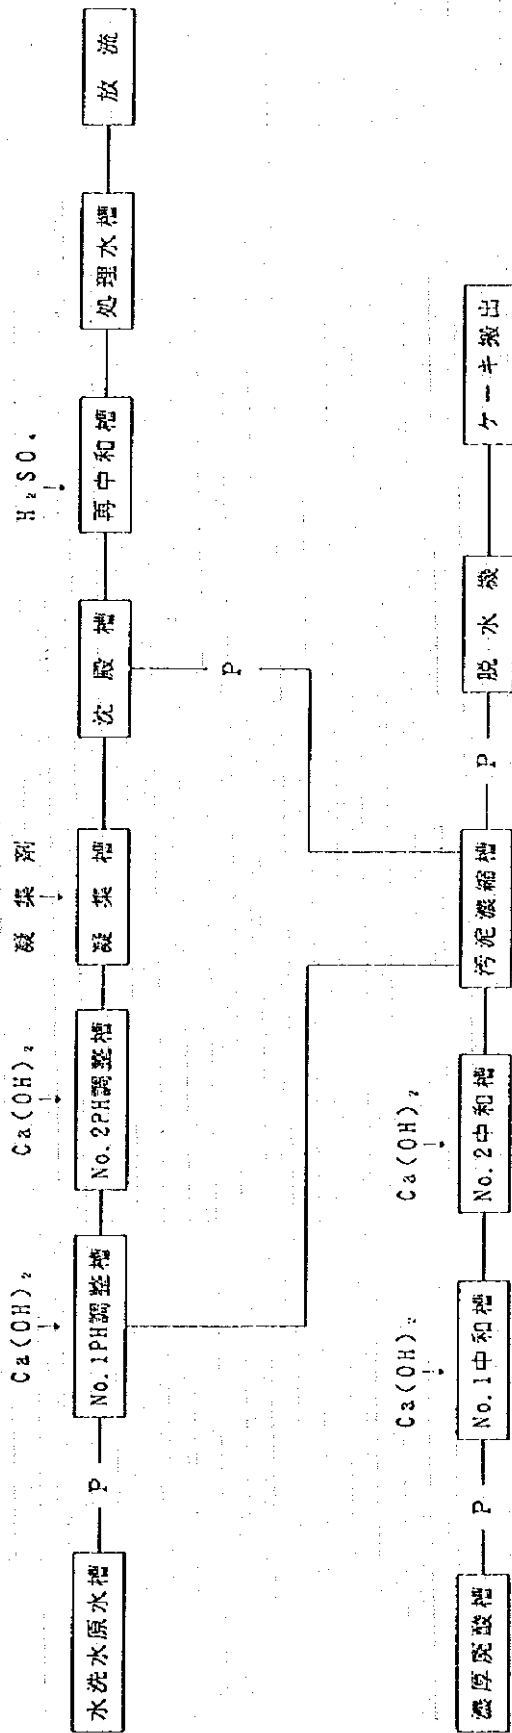 Ca(OH)₂
Ca(OH)₂
凝集剤
H₂SO₄
水洗水原水槽
P
No.1PH調整槽
No.2PH調整槽
凝集槽
沈殿槽
再中和槽
処理水槽
放流
P
Ca(OH)₂
Ca(OH)₂
濃厚廃酸槽
P
No.1中和槽
No.2中和槽
汚泥濃縮槽
P
脱水機
ケーキ搬出